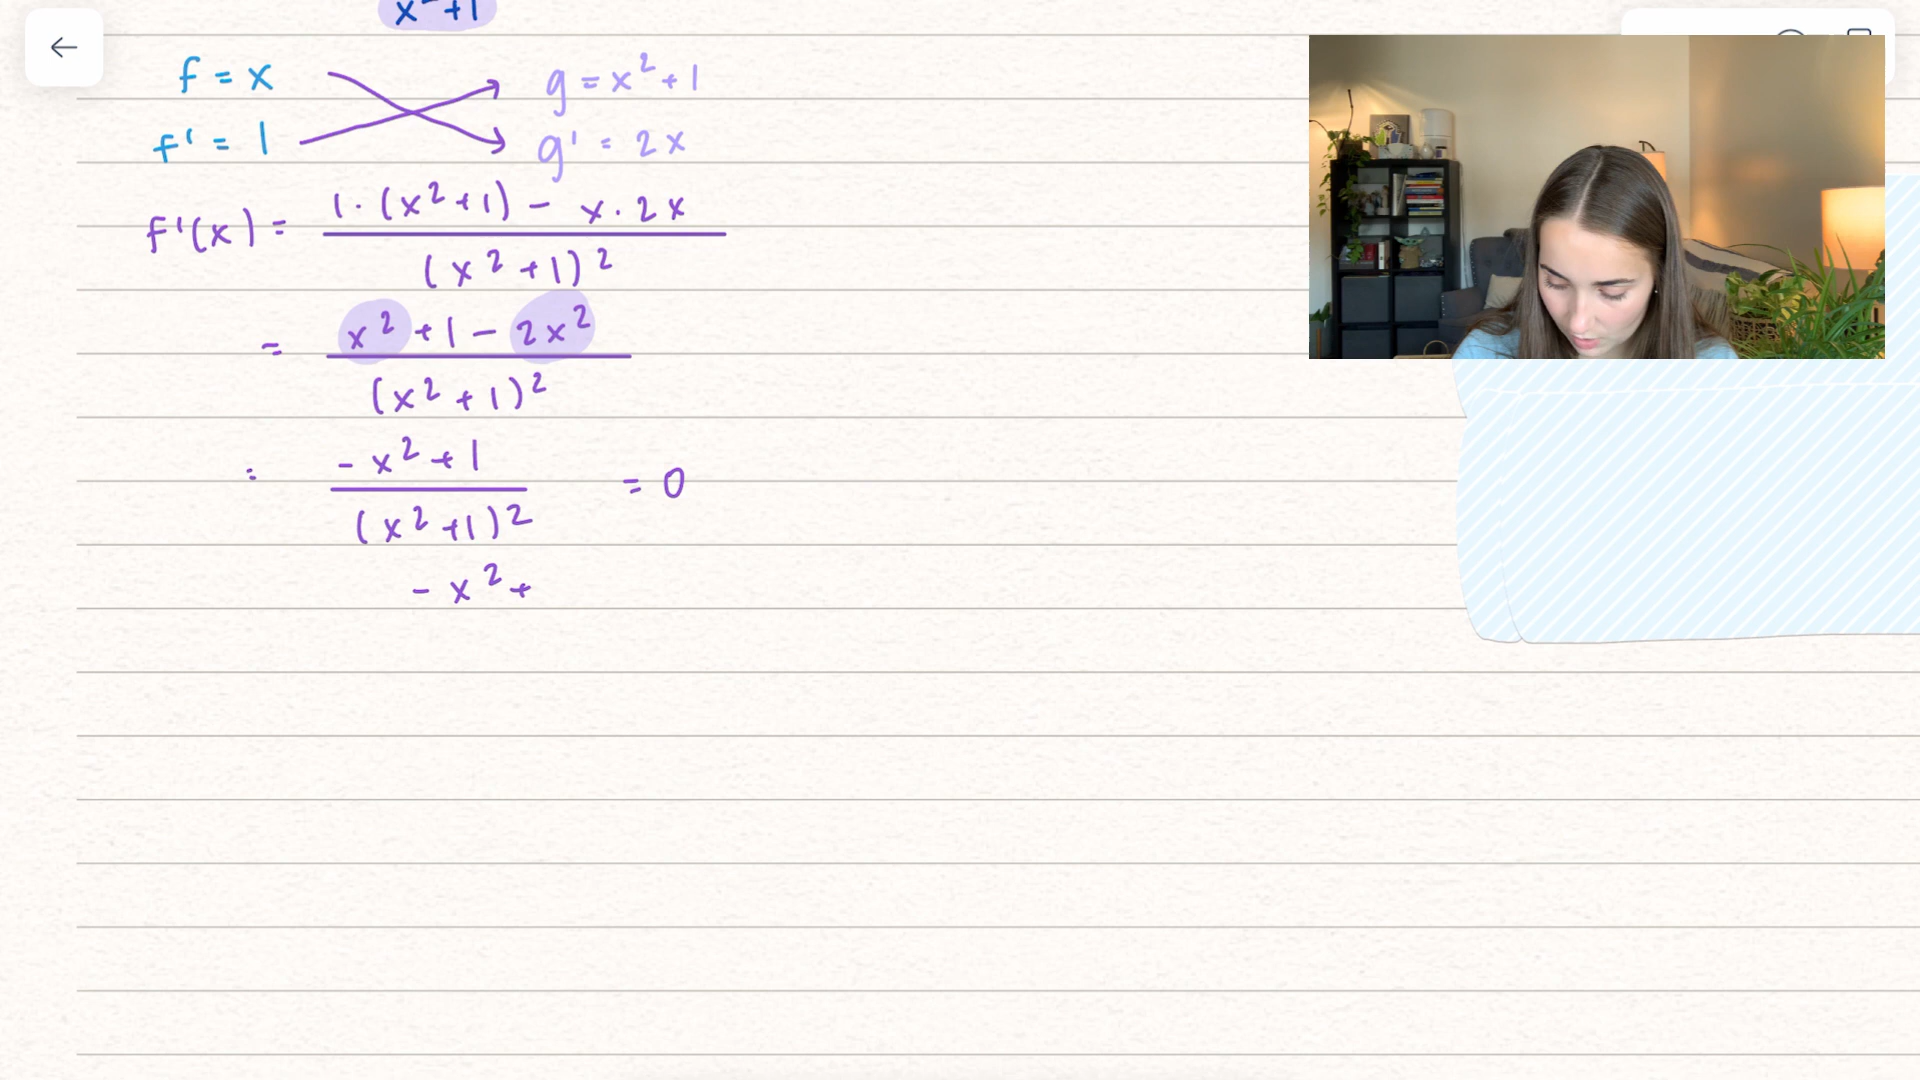 x²+1
f = x g = x² + 1
f' = 1 g' = 2x
f'(x) = 1·(x²+1) - x·2x
(x²+1)²
= x² + 1 - 2x²
(x²+1)²
= -x² + 1 = 0
(x²+1)²
-x² +